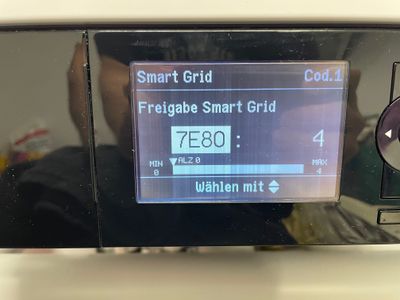 Smart Grid Cod.1
Freigabe Smart Grid
7E80 : 4
MIN ALZ 0 MAX
0 4
Wählen mit